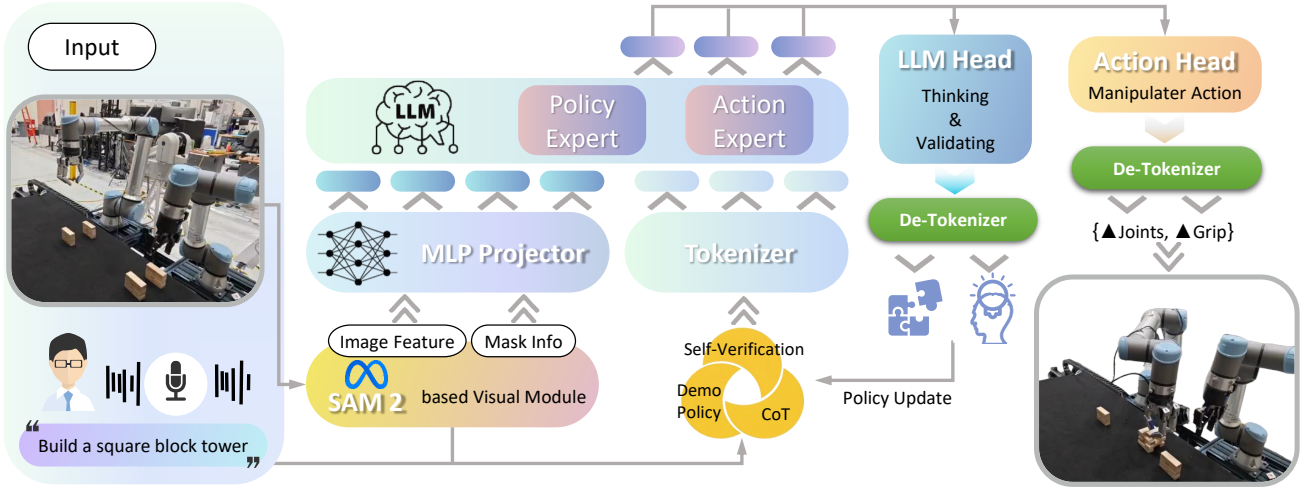 Input
“
Build a square block tower
”
LLM
Policy
Expert
Action
Expert
MLP Projector
Tokenizer
Image Feature
Mask Info
SAM 2
based Visual Module
Self-Verification
Demo
Policy
CoT
Policy Update
LLM Head
Thinking
&
Validating
De-Tokenizer
Action Head
Manipulater Action
De-Tokenizer
{▲Joints, ▲Grip}